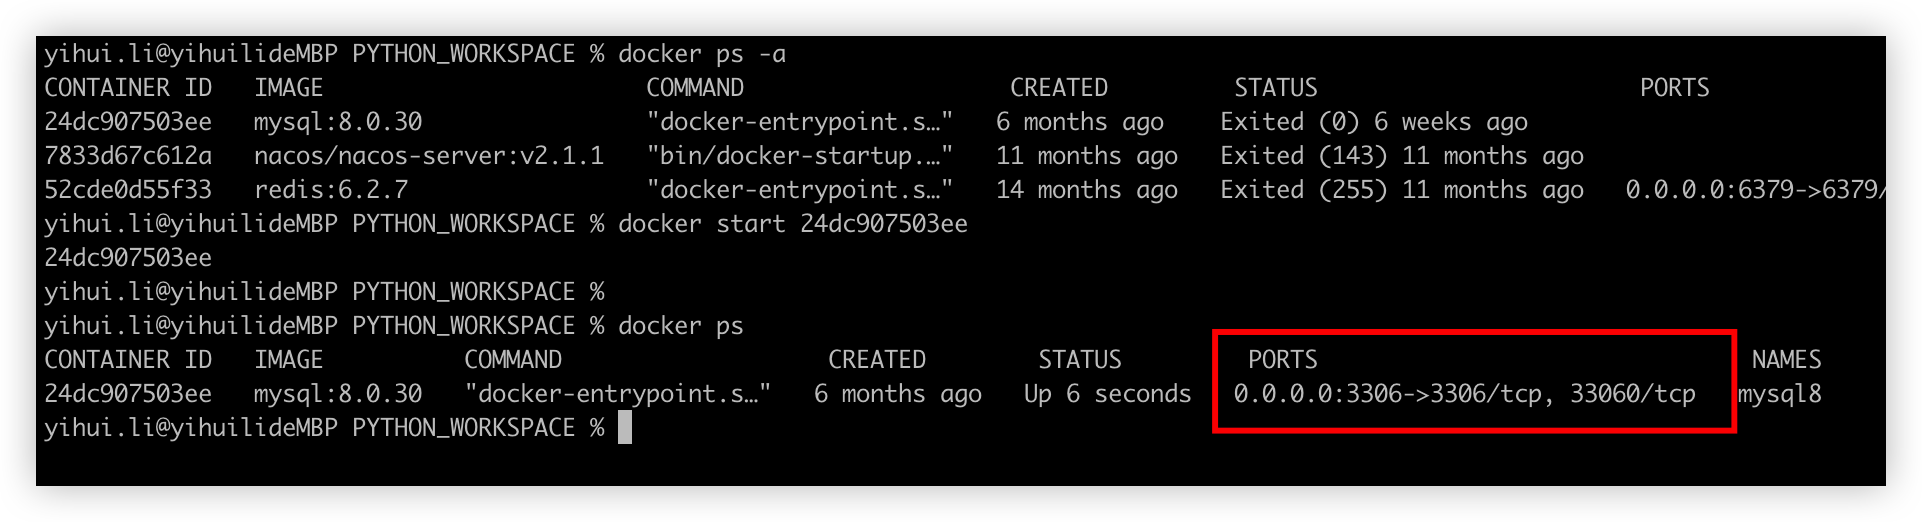 yihui.li@yihuilideMBP PYTHON_WORKSPACE % docker ps -a
CONTAINER ID   IMAGE                       COMMAND                   CREATED         STATUS                       PORTS
24dc907503ee   mysql:8.0.30                "docker-entrypoint.s…"   6 months ago    Exited (0) 6 weeks ago
7833d67c612a   nacos/nacos-server:v2.1.1   "bin/docker-startup.…"   11 months ago   Exited (143) 11 months ago
52cde0d55f33   redis:6.2.7                 "docker-entrypoint.s…"   14 months ago   Exited (255) 11 months ago   0.0.0.0:6379->6379/
yihui.li@yihuilideMBP PYTHON_WORKSPACE % docker start 24dc907503ee
24dc907503ee
yihui.li@yihuilideMBP PYTHON_WORKSPACE %
yihui.li@yihuilideMBP PYTHON_WORKSPACE % docker ps
CONTAINER ID   IMAGE          COMMAND                   CREATED        STATUS         PORTS                               NAMES
24dc907503ee   mysql:8.0.30   "docker-entrypoint.s…"   6 months ago   Up 6 seconds   0.0.0.0:3306->3306/tcp, 33060/tcp   mysql8
yihui.li@yihuilideMBP PYTHON_WORKSPACE %